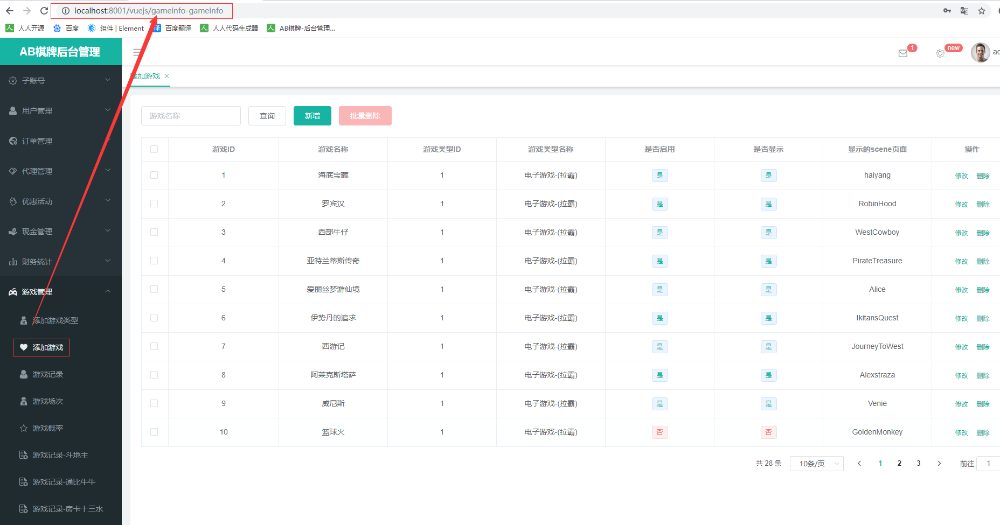 localhost:8001/vuejs/gameinfo-gameinfo
人人开源 百度 组件 | Element 译 百度翻译 人人代码生成器 AB棋牌-后台管理...
AB棋牌后台管理
1
new
子账号
用户管理
订单管理
代理管理
优惠活动
现金管理
财务统计
游戏管理
添加游戏类型
添加游戏
游戏记录
游戏场次
游戏概率
游戏记录-斗地主
游戏记录-通比牛牛
游戏记录-房卡十三水
添加游戏 ×
游戏名称 查询 新增 批量删除
游戏ID 游戏名称 游戏类型ID 游戏类型名称 是否启用 是否显示 显示的scene页面 操作
1 海底宝藏 1 电子游戏-(拉霸) 是 是 haiyang 修改 删除
2 罗宾汉 1 电子游戏-(拉霸) 是 是 RobinHood 修改 删除
3 西部牛仔 1 电子游戏-(拉霸) 是 是 WestCowboy 修改 删除
4 亚特兰蒂斯传奇 1 电子游戏-(拉霸) 是 是 PirateTreasure 修改 删除
5 爱丽丝梦游仙境 1 电子游戏-(拉霸) 是 是 Alice 修改 删除
6 伊势丹的追求 1 电子游戏-(拉霸) 是 是 IkitansQuest 修改 删除
7 西游记 1 电子游戏-(拉霸) 是 是 JourneyToWest 修改 删除
8 阿莱克斯塔萨 1 电子游戏-(拉霸) 是 是 Alexstraza 修改 删除
9 威尼斯 1 电子游戏-(拉霸) 是 是 Venie 修改 删除
10 篮球火 1 电子游戏-(拉霸) 否 否 GoldenMonkey 修改 删除
共 28 条 10条/页 1 2 3 前往 1